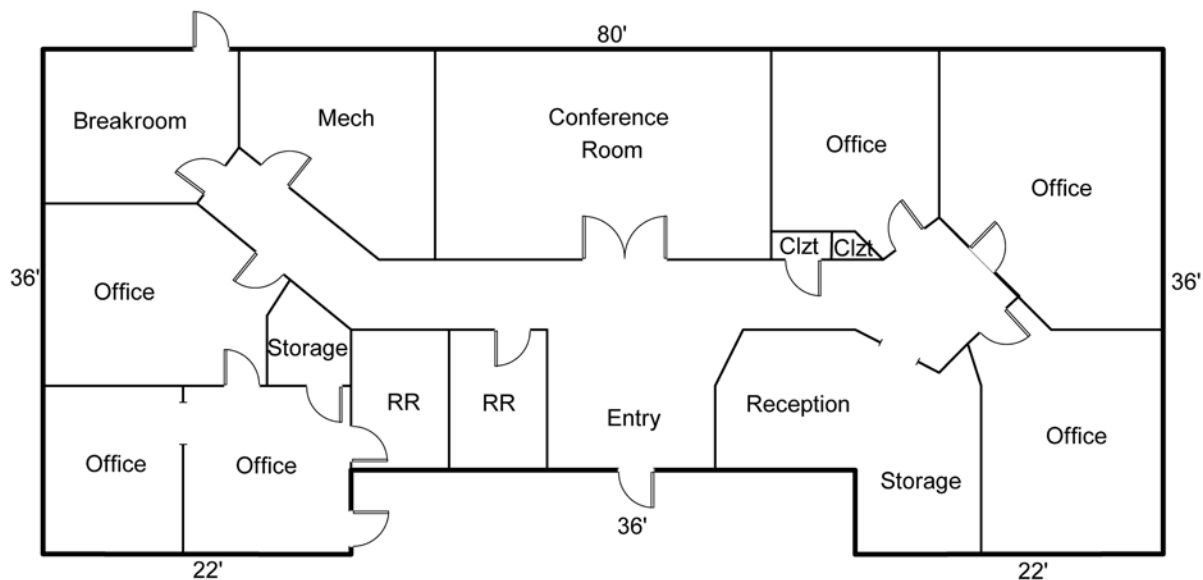 80'
Breakroom
Mech
Conference
Room
Office
Office
Clzt
Clzt
36'
Office
36'
Storage
RR
RR
Entry
Reception
Office
Office
Office
Storage
36'
22'
22'